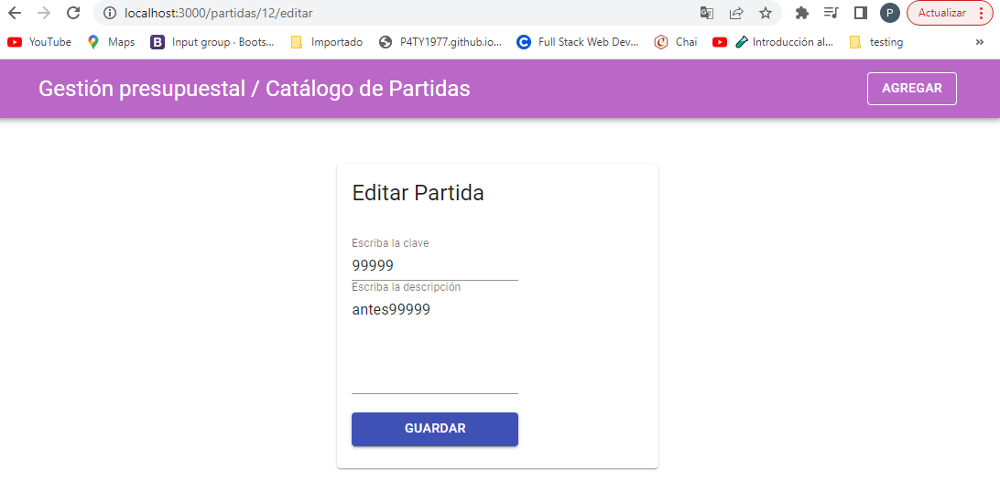 localhost:3000/partidas/12/editar
P
Actualizar
YouTube
Maps
Input group · Boots...
Importado
P4TY1977.github.io...
Full Stack Web Dev...
Chai
Introducción al...
testing
»
Gestión presupuestal / Catálogo de Partidas
AGREGAR
Editar Partida
Escriba la clave
99999
Escriba la descripción
antes99999
GUARDAR